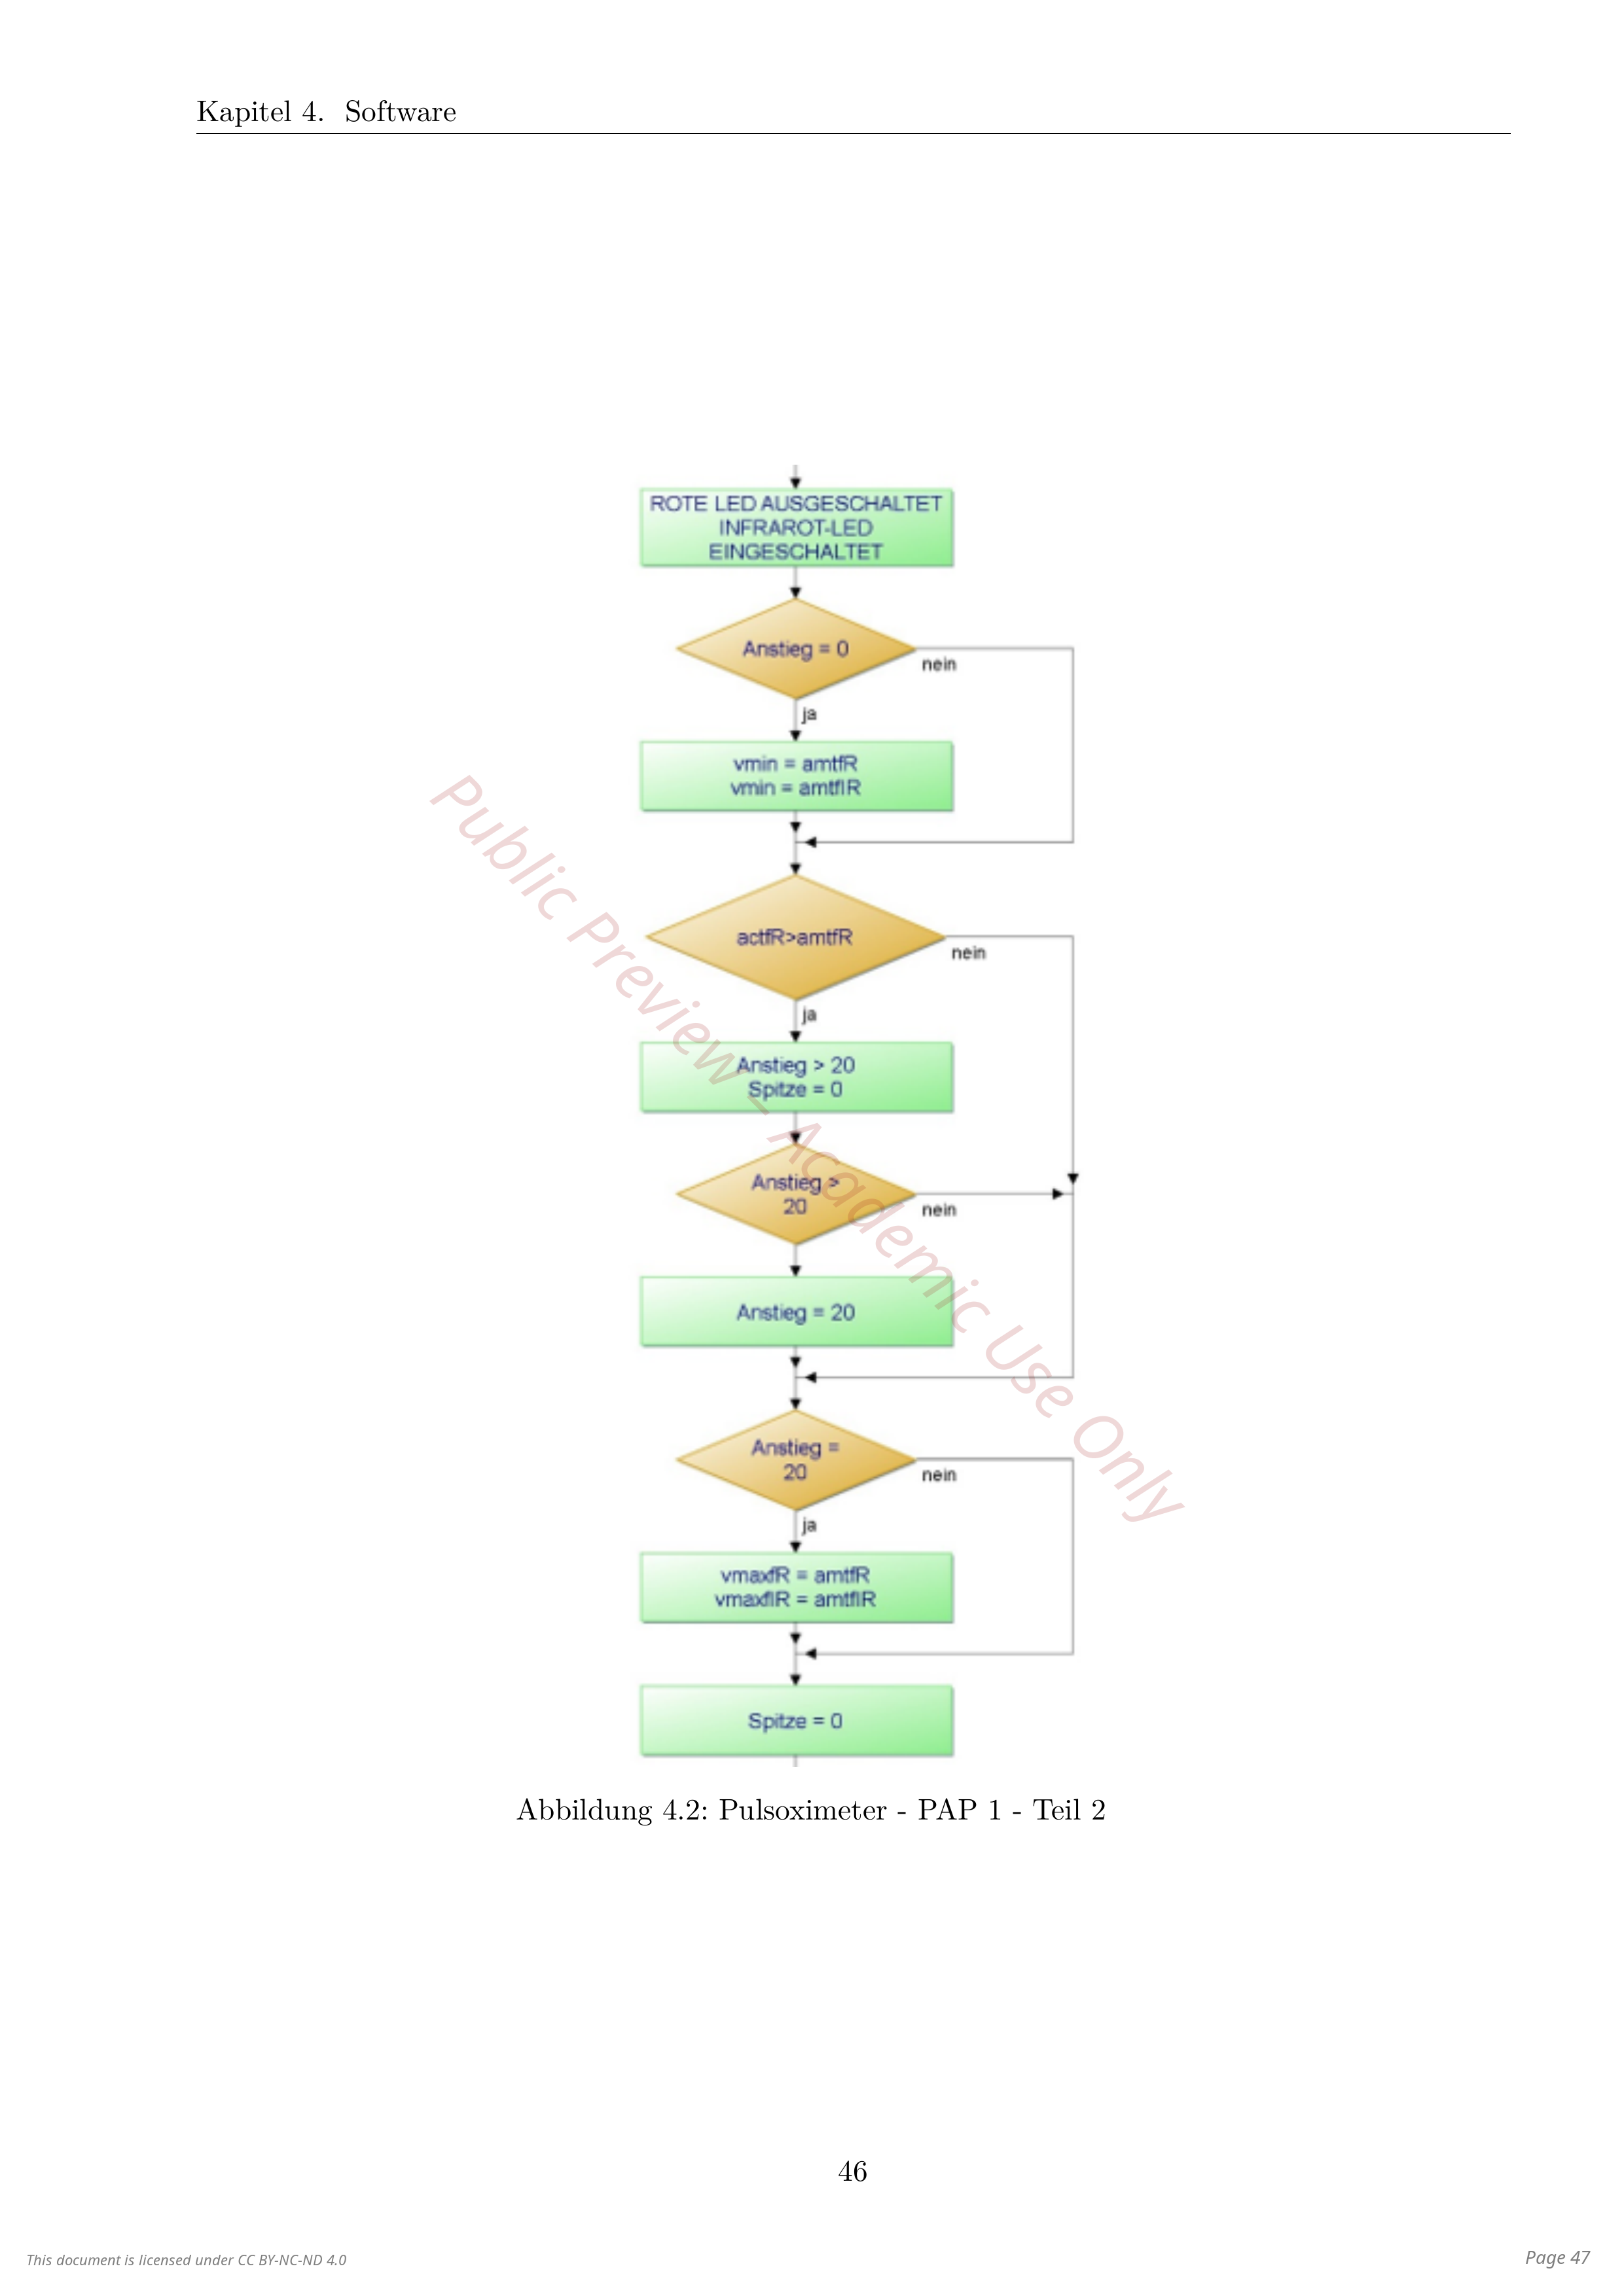 Kapitel 4. Software
ROTE LED AUSGESCHALTET
INFRAROT-LED
EINGESCHALTET
Anstieg = 0
nein
ja
vmin = amtfR
vmin = amtfIR
actfR>amtfR
nein
ja
Anstieg > 20
Spitze = 0
Anstieg >
20
nein
Anstieg = 20
Anstieg =
20
nein
ja
vmaxfR = amtfR
vmaxfIR = amtfIR
Spitze = 0
Public Preview – Academic Use Only
Abbildung 4.2: Pulsoximeter - PAP 1 - Teil 2
46
This document is licensed under CC BY-NC-ND 4.0
Page 47